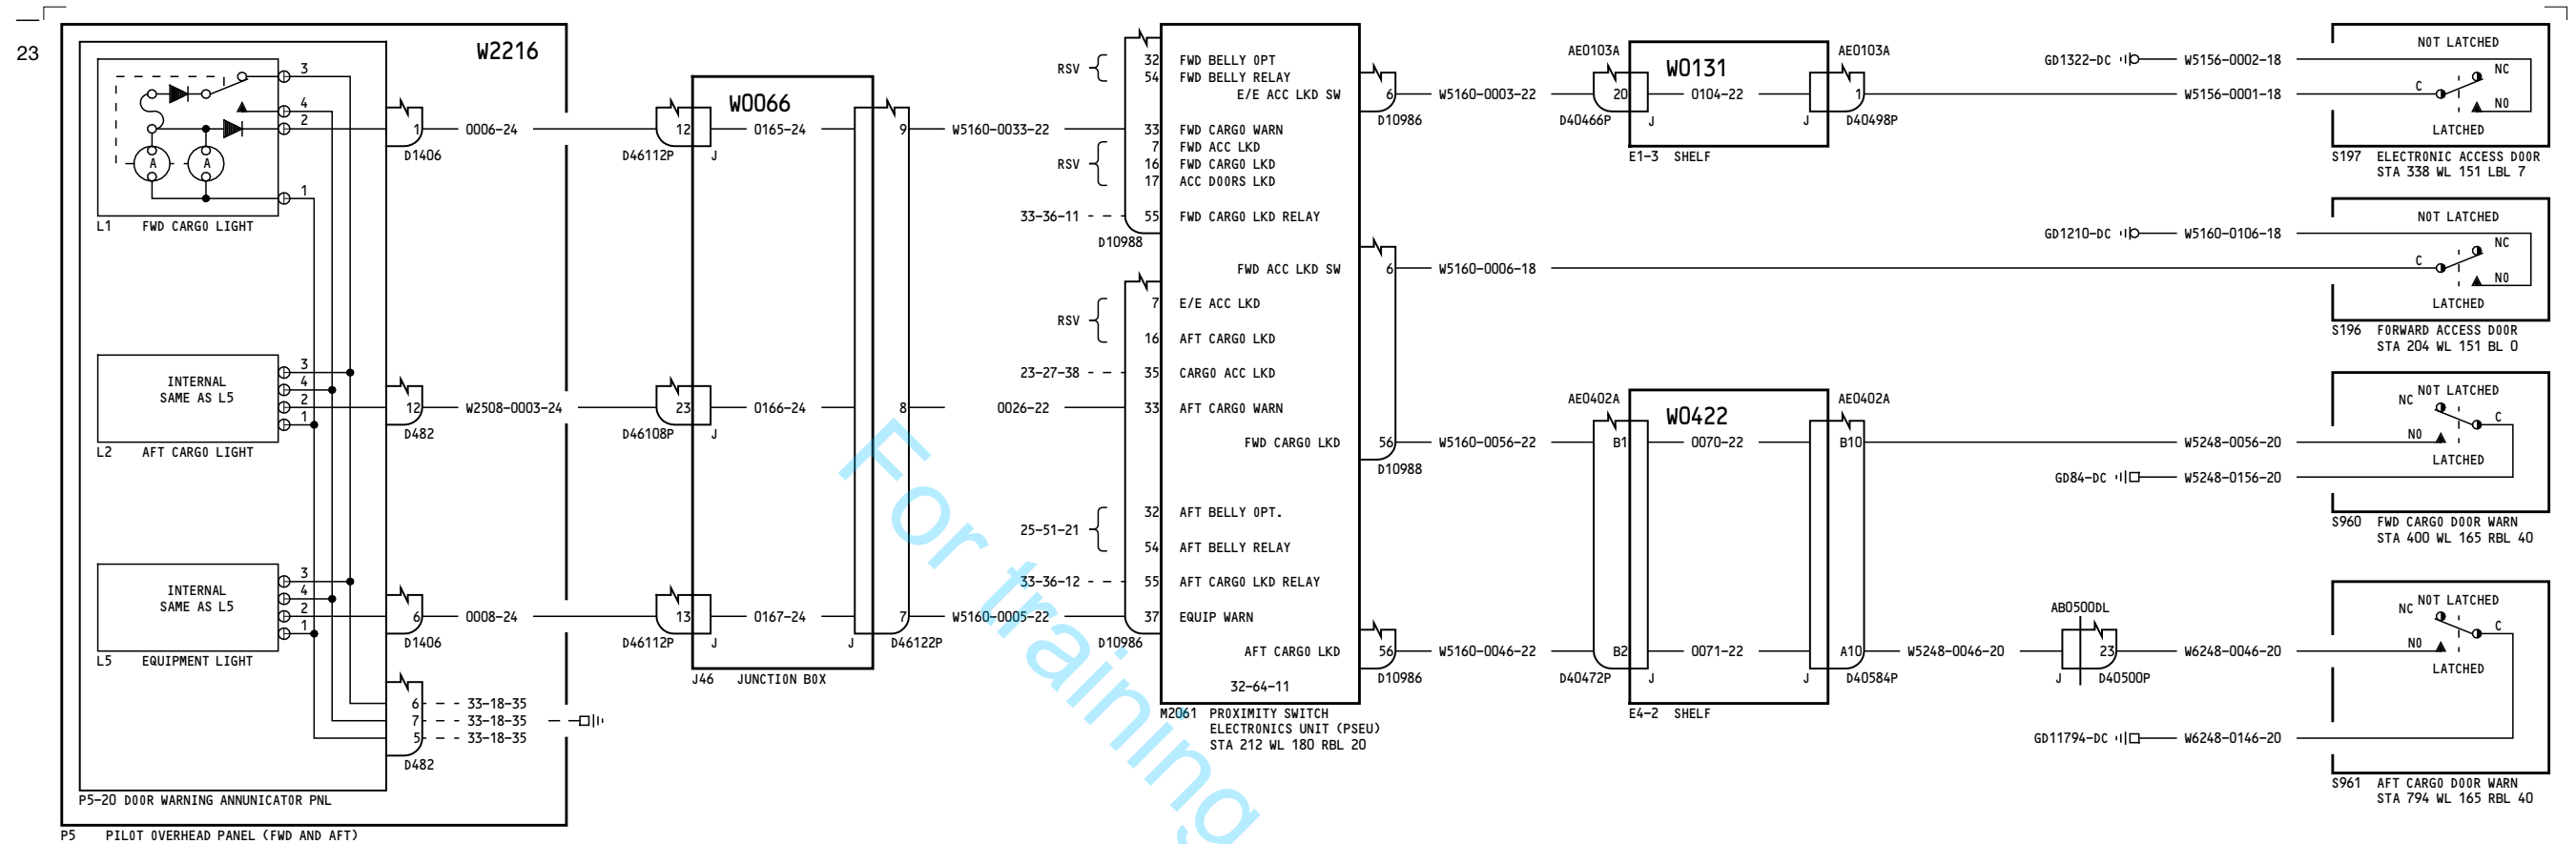 23
W2216
3
4
2
1
A
A
L1 FWD CARGO LIGHT
1
D1406
0006-24
INTERNAL
SAME AS L5
3
4
2
1
L2 AFT CARGO LIGHT
12
D482
W2508-0003-24
INTERNAL
SAME AS L5
3
4
2
1
L5 EQUIPMENT LIGHT
6
D1406
0008-24
6
7
5
33-18-35
33-18-35
33-18-35
D482
P5-20 DOOR WARNING ANNUNICATOR PNL
P5 PILOT OVERHEAD PANEL (FWD AND AFT)
W0066
12
D46112P
J
0165-24
9
W5160-0033-22
23
D46108P
J
0166-24
8
0026-22
13
D46112P
J
0167-24
7
J
D46122P
W5160-0005-22
J46 JUNCTION BOX
RSV
32 FWD BELLY OPT
54 FWD BELLY RELAY
E/E ACC LKD SW
33 FWD CARGO WARN
RSV
7 FWD ACC LKD
16 FWD CARGO LKD
17 ACC DOORS LKD
33-36-11
55 FWD CARGO LKD RELAY
D10988
FWD ACC LKD SW
RSV
7 E/E ACC LKD
16 AFT CARGO LKD
23-27-38
35 CARGO ACC LKD
33 AFT CARGO WARN
FWD CARGO LKD
25-51-21
32 AFT BELLY OPT.
54 AFT BELLY RELAY
33-36-12
55 AFT CARGO LKD RELAY
37 EQUIP WARN
D10986
AFT CARGO LKD
32-64-11
M2061 PROXIMITY SWITCH
ELECTRONICS UNIT (PSEU)
STA 212 WL 180 RBL 20
6
D10986
W5160-0003-22
6
W5160-0006-18
56
D10988
W5160-0056-22
56
D10986
W5160-0046-22
AE0103A
W0131
AE0103A
20
0104-22
1
D40466P
J
J
D40498P
E1-3 SHELF
AE0402A
W0422
AE0402A
B1
0070-22
B10
B2
0071-22
A10
D40472P
J
J
D40584P
E4-2 SHELF
W5248-0046-20
AB0500DL
23
J
D40500P
GD1322-DC
W5156-0002-18
W5156-0001-18
NOT LATCHED
NC
C
NO
LATCHED
S197 ELECTRONIC ACCESS DOOR
STA 338 WL 151 LBL 7
GD1210-DC
W5160-0106-18
NOT LATCHED
NC
C
NO
LATCHED
S196 FORWARD ACCESS DOOR
STA 204 WL 151 BL 0
W5248-0056-20
GD84-DC
W5248-0156-20
NOT LATCHED
NC
C
NO
LATCHED
S960 FWD CARGO DOOR WARN
STA 400 WL 165 RBL 40
W6248-0046-20
GD11794-DC
W6248-0146-20
NOT LATCHED
NC
C
NO
LATCHED
S961 AFT CARGO DOOR WARN
STA 794 WL 165 RBL 40
For training